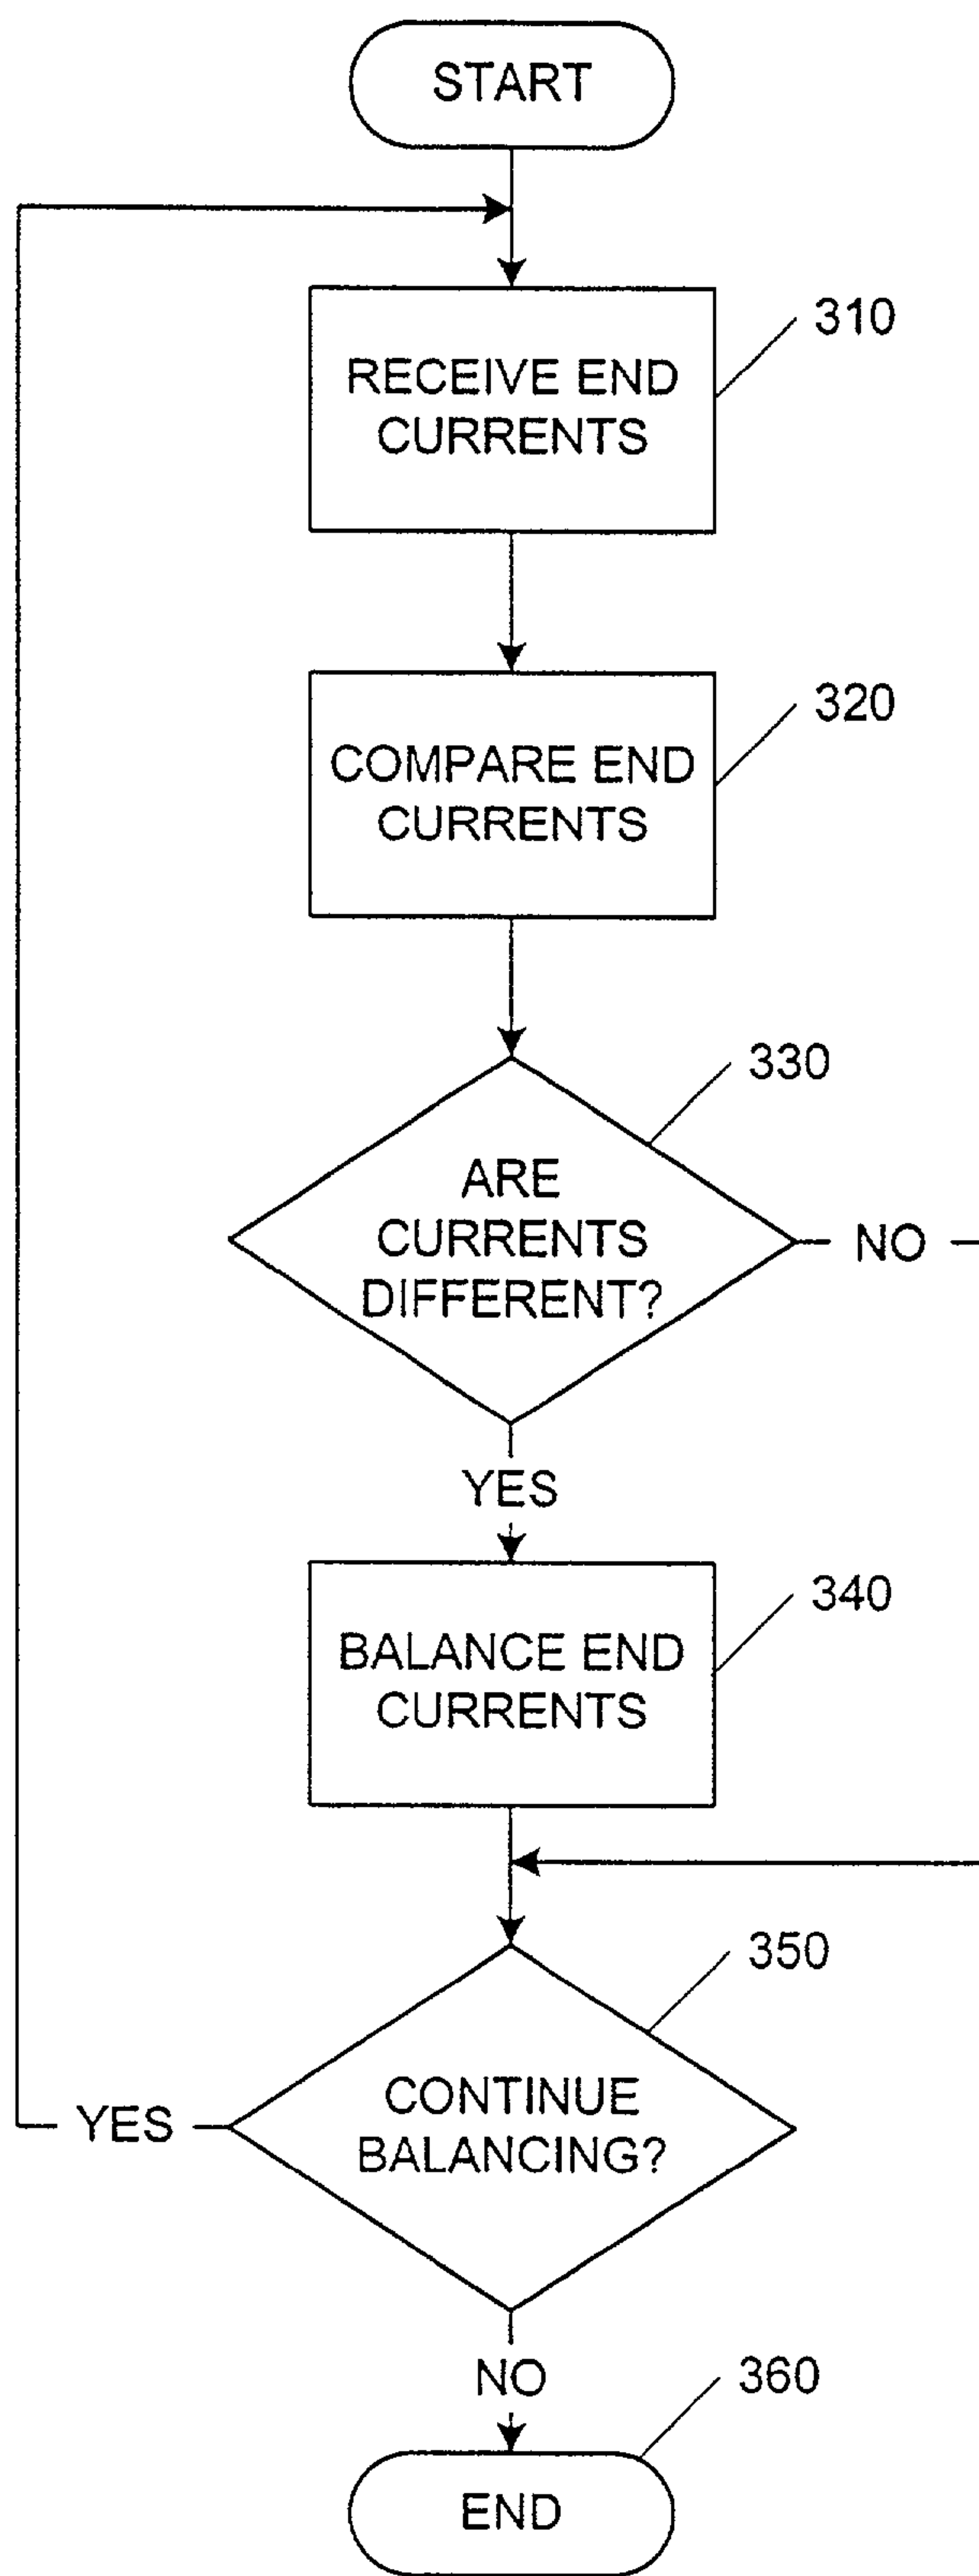 START
310
RECEIVE END
CURRENTS
320
COMPARE END
CURRENTS
330
ARE
CURRENTS
DIFFERENT?
NO
YES
340
BALANCE END
CURRENTS
350
CONTINUE
BALANCING?
YES
NO
360
END